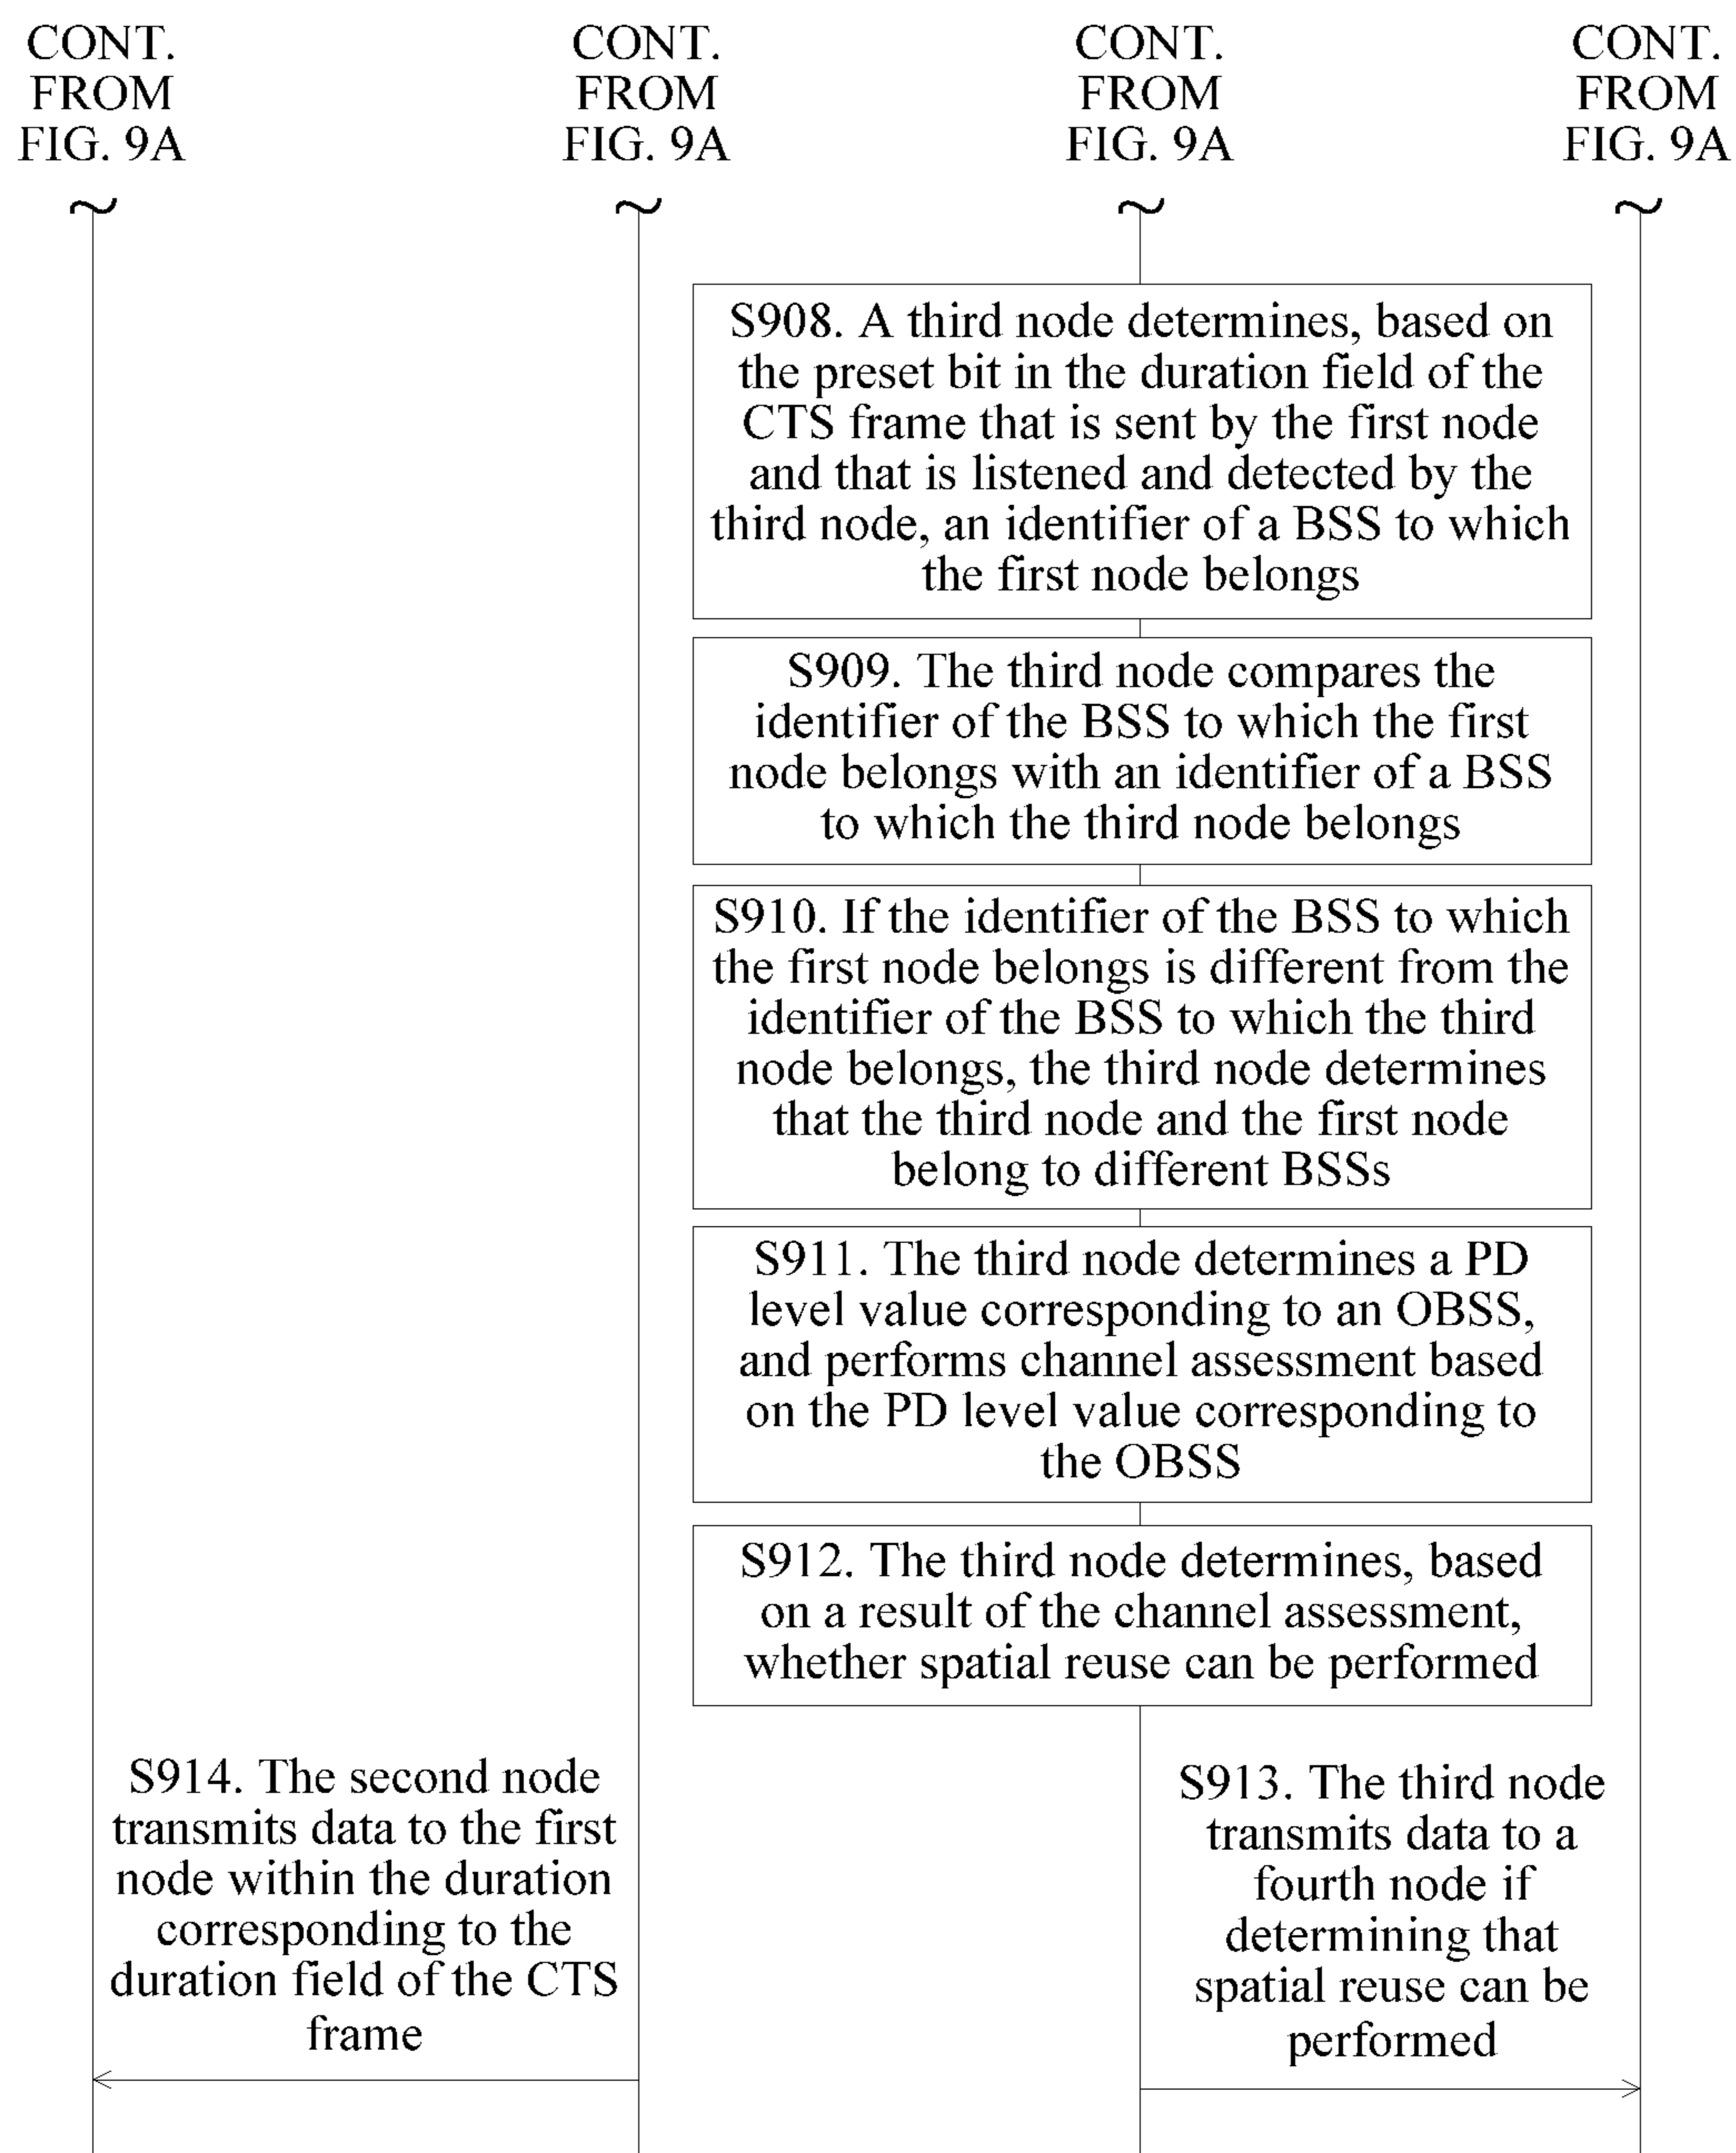 CONT.
FROM
FIG. 9A
CONT.
FROM
FIG. 9A
CONT.
FROM
FIG. 9A
CONT.
FROM
FIG. 9A
S908. A third node determines, based on
the preset bit in the duration field of the
CTS frame that is sent by the first node
and that is listened and detected by the
third node, an identifier of a BSS to which
the first node belongs
S909. The third node compares the
identifier of the BSS to which the first
node belongs with an identifier of a BSS
to which the third node belongs
S910. If the identifier of the BSS to which
the first node belongs is different from the
identifier of the BSS to which the third
node belongs, the third node determines
that the third node and the first node
belong to different BSSs
S911. The third node determines a PD
level value corresponding to an OBSS,
and performs channel assessment based
on the PD level value corresponding to
the OBSS
S912. The third node determines, based
on a result of the channel assessment,
whether spatial reuse can be performed
S914. The second node
transmits data to the first
node within the duration
corresponding to the
duration field of the CTS
frame
S913. The third node
transmits data to a
fourth node if
determining that
spatial reuse can be
performed